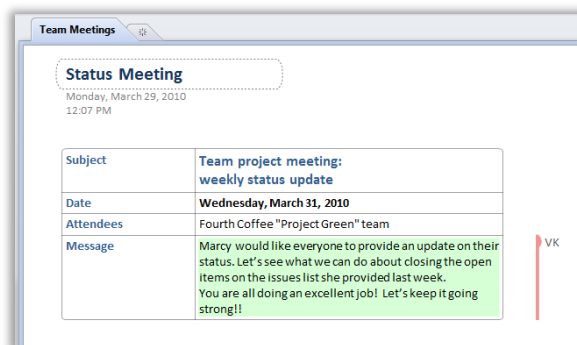 Team Meetings
Status Meeting
Monday, March 29, 2010
12:07 PM
Subject
Team project meeting:
weekly status update
Date
Wednesday, March 31, 2010
Attendees
Fourth Coffee "Project Green" team
Message
Marcy would like everyone to provide an update on their
status. Let's see what we can do about closing the open
items on the issues list she provided last week.
You are all doing an excellent job!  Let's keep it going
strong!!
VK